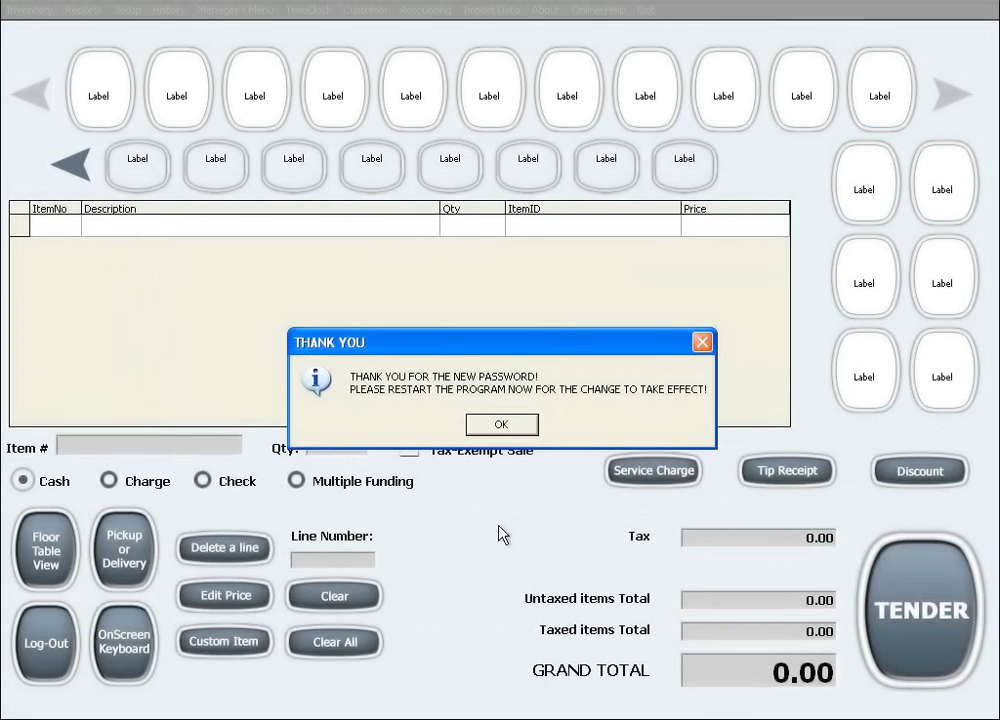 Inventory Reports Setup History Manager's Menu TimeClock Customer Accounting Import Data About Online-Help Exit
Label Label Label Label Label Label Label Label Label Label Label
Label Label Label Label Label Label Label Label
Label Label
Label Label
Label Label
ItemNo Description Qty ItemID Price
THANK YOU
THANK YOU FOR THE NEW PASSWORD!
PLEASE RESTART THE PROGRAM NOW FOR THE CHANGE TO TAKE EFFECT!
OK
Item # Qty: Tax-Exempt Sale
Cash Charge Check Multiple Funding
Service Charge Tip Receipt Discount
Floor
Table
View
Pickup
or
Delivery
Delete a line
Line Number:
Edit Price Clear
Log-Out
OnScreen
Keyboard
Custom Item Clear All
Tax 0.00
Untaxed items Total 0.00
Taxed items Total 0.00
GRAND TOTAL 0.00
TENDER